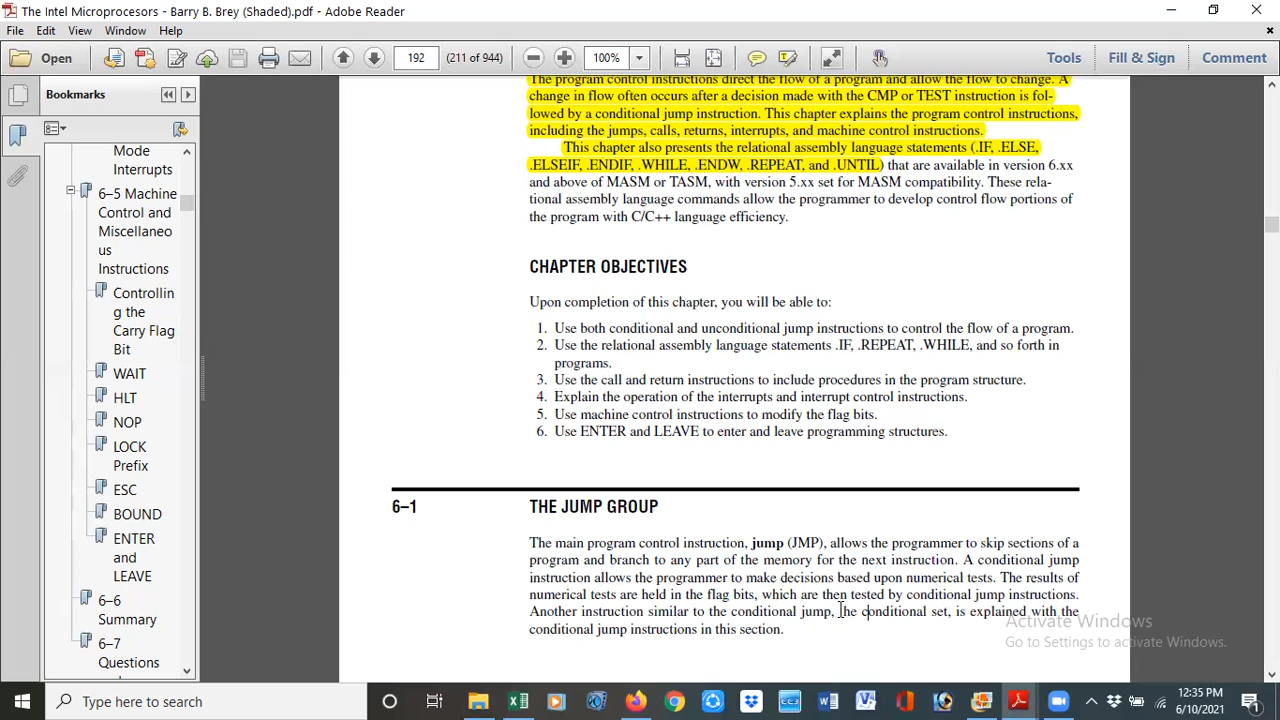 The Intel Microprocesors - Barry B. Brey (Shaded).pdf - Adobe Reader
File Edit View Window Help
Open 192 (211 of 944) 100% Tools Fill & Sign Comment
Bookmarks
Mode
Interrupts
6–5 Machine
Control and
Miscellaneo
us
Instructions
Controllin
g the
Carry Flag
Bit
WAIT
HLT
NOP
LOCK
Prefix
ESC
BOUND
ENTER
and
LEAVE
6–6
Summary
6–7
Questions
The program control instructions direct the flow of a program and allow the flow to change. A
change in flow often occurs after a decision made with the CMP or TEST instruction is fol-
lowed by a conditional jump instruction. This chapter explains the program control instructions,
including the jumps, calls, returns, interrupts, and machine control instructions.
This chapter also presents the relational assembly language statements (.IF, .ELSE,
.ELSEIF, .ENDIF, .WHILE, .ENDW, .REPEAT, and .UNTIL) that are available in version 6.xx
and above of MASM or TASM, with version 5.xx set for MASM compatibility. These rela-
tional assembly language commands allow the programmer to develop control flow portions of
the program with C/C++ language efficiency.
CHAPTER OBJECTIVES
Upon completion of this chapter, you will be able to:
1. Use both conditional and unconditional jump instructions to control the flow of a program.
2. Use the relational assembly language statements .IF, .REPEAT, .WHILE, and so forth in
programs.
3. Use the call and return instructions to include procedures in the program structure.
4. Explain the operation of the interrupts and interrupt control instructions.
5. Use machine control instructions to modify the flag bits.
6. Use ENTER and LEAVE to enter and leave programming structures.
6–1 THE JUMP GROUP
The main program control instruction, jump (JMP), allows the programmer to skip sections of a
program and branch to any part of the memory for the next instruction. A conditional jump
instruction allows the programmer to make decisions based upon numerical tests. The results of
numerical tests are held in the flag bits, which are then tested by conditional jump instructions.
Another instruction similar to the conditional jump, the conditional set, is explained with the
conditional jump instructions in this section.
Activate Windows
Go to Settings to activate Windows.
Type here to search
12:35 PM
6/10/2021